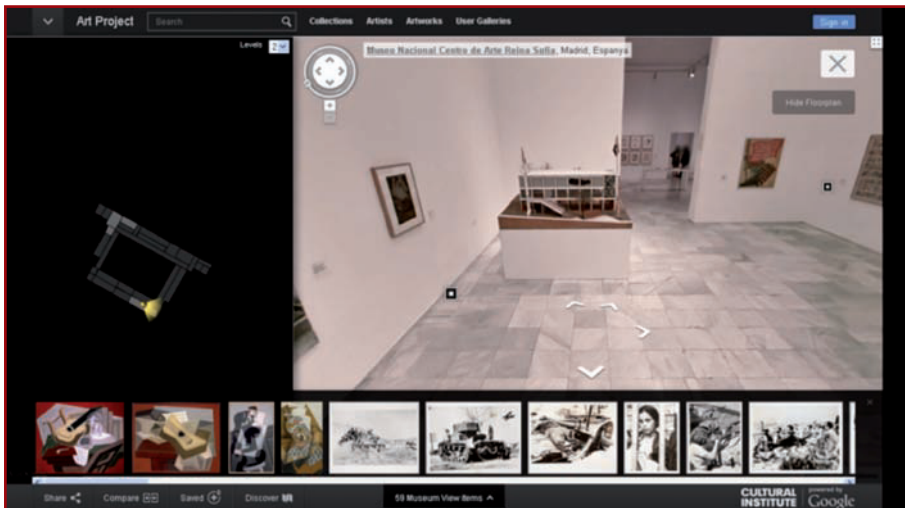 Art Project
Search
Collections Artists Artworks User Galleries
Sign in
Levels 2
Museo Nacional Centro de Arte Reina Sofía, Madrid, Espanya
Hide Floorplan
Share
Compare
Saved
Discover
59 Museum View Items
CULTURAL INSTITUTE
powered by Google